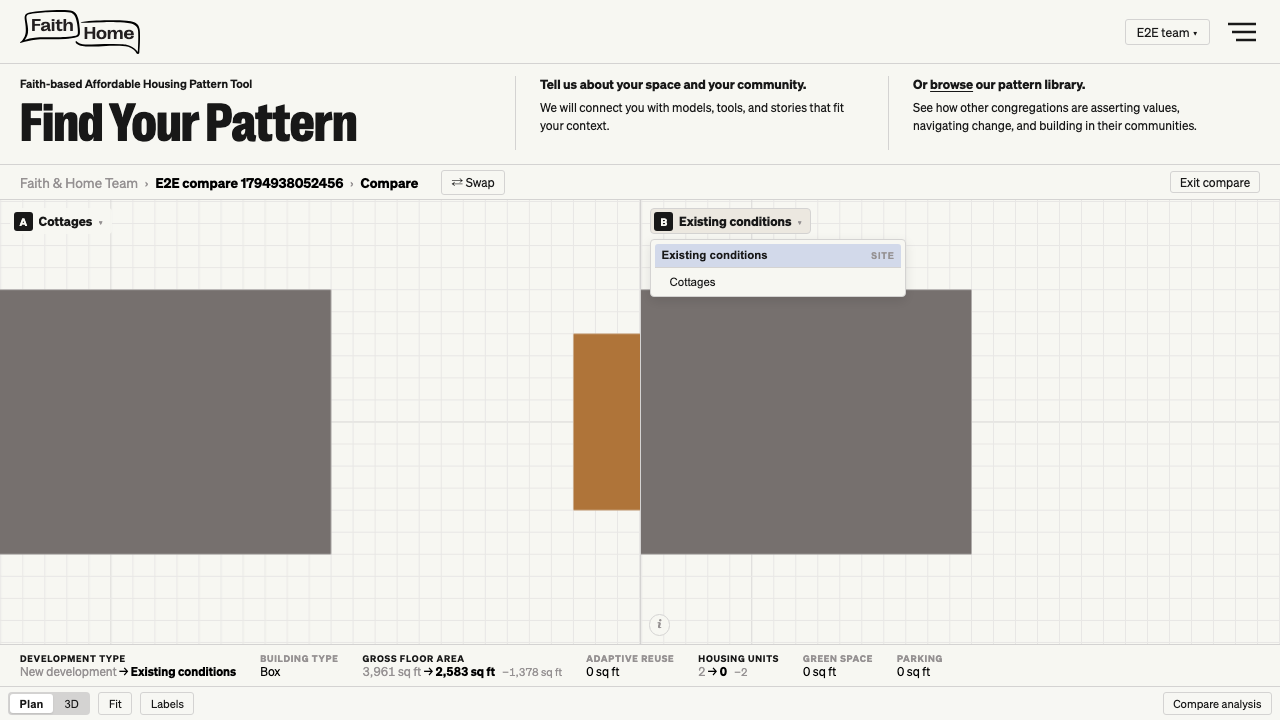 Faith
Home
E2E team ▾
Faith-based Affordable Housing Pattern Tool
Find Your Pattern
Tell us about your space and your community.
We will connect you with models, tools, and stories that fit
your context.
Or browse our pattern library.
See how other congregations are asserting values,
navigating change, and building in their communities.
Faith & Home Team › E2E compare 1794938052456 › Compare
⇄ Swap
Exit compare
A Cottages ▾
B Existing conditions ▾
Existing conditions SITE
Cottages
i
DEVELOPMENT TYPE
New development → Existing conditions
BUILDING TYPE
Box
GROSS FLOOR AREA
3,961 sq ft → 2,583 sq ft −1,378 sq ft
ADAPTIVE REUSE
0 sq ft
HOUSING UNITS
2 → 0 −2
GREEN SPACE
0 sq ft
PARKING
0 sq ft
Plan
3D
Fit
Labels
Compare analysis